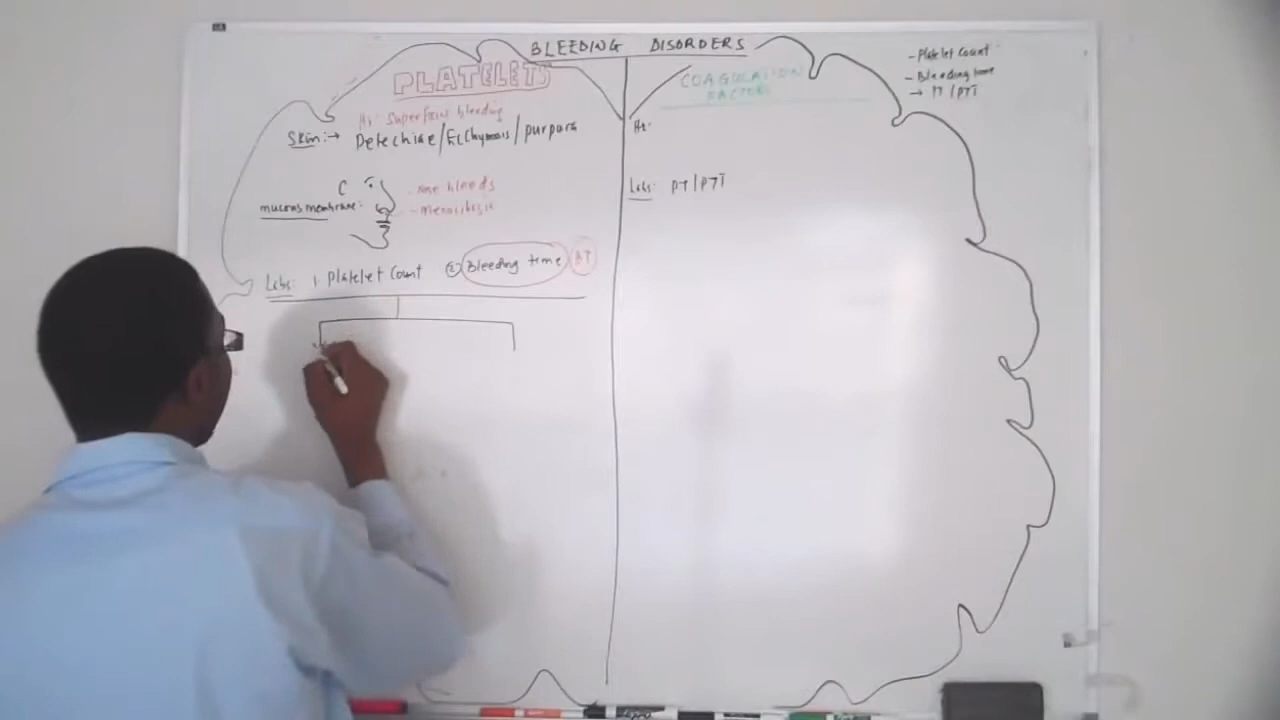 BLEEDING DISORDERS
PLATELETS
Hx: Superficial bleeding
Skin:→ Petechiae/Ecchymosis/purpura
C
mucous membrane:
- Nose bleeds
-
Labs: 1 Platelet Count ② Bleeding time BT
COAGULATION
FACTORS
Hx:
Labs: PT/PTT
- Platelet Count
- Bleeding time
→ PT/PTT